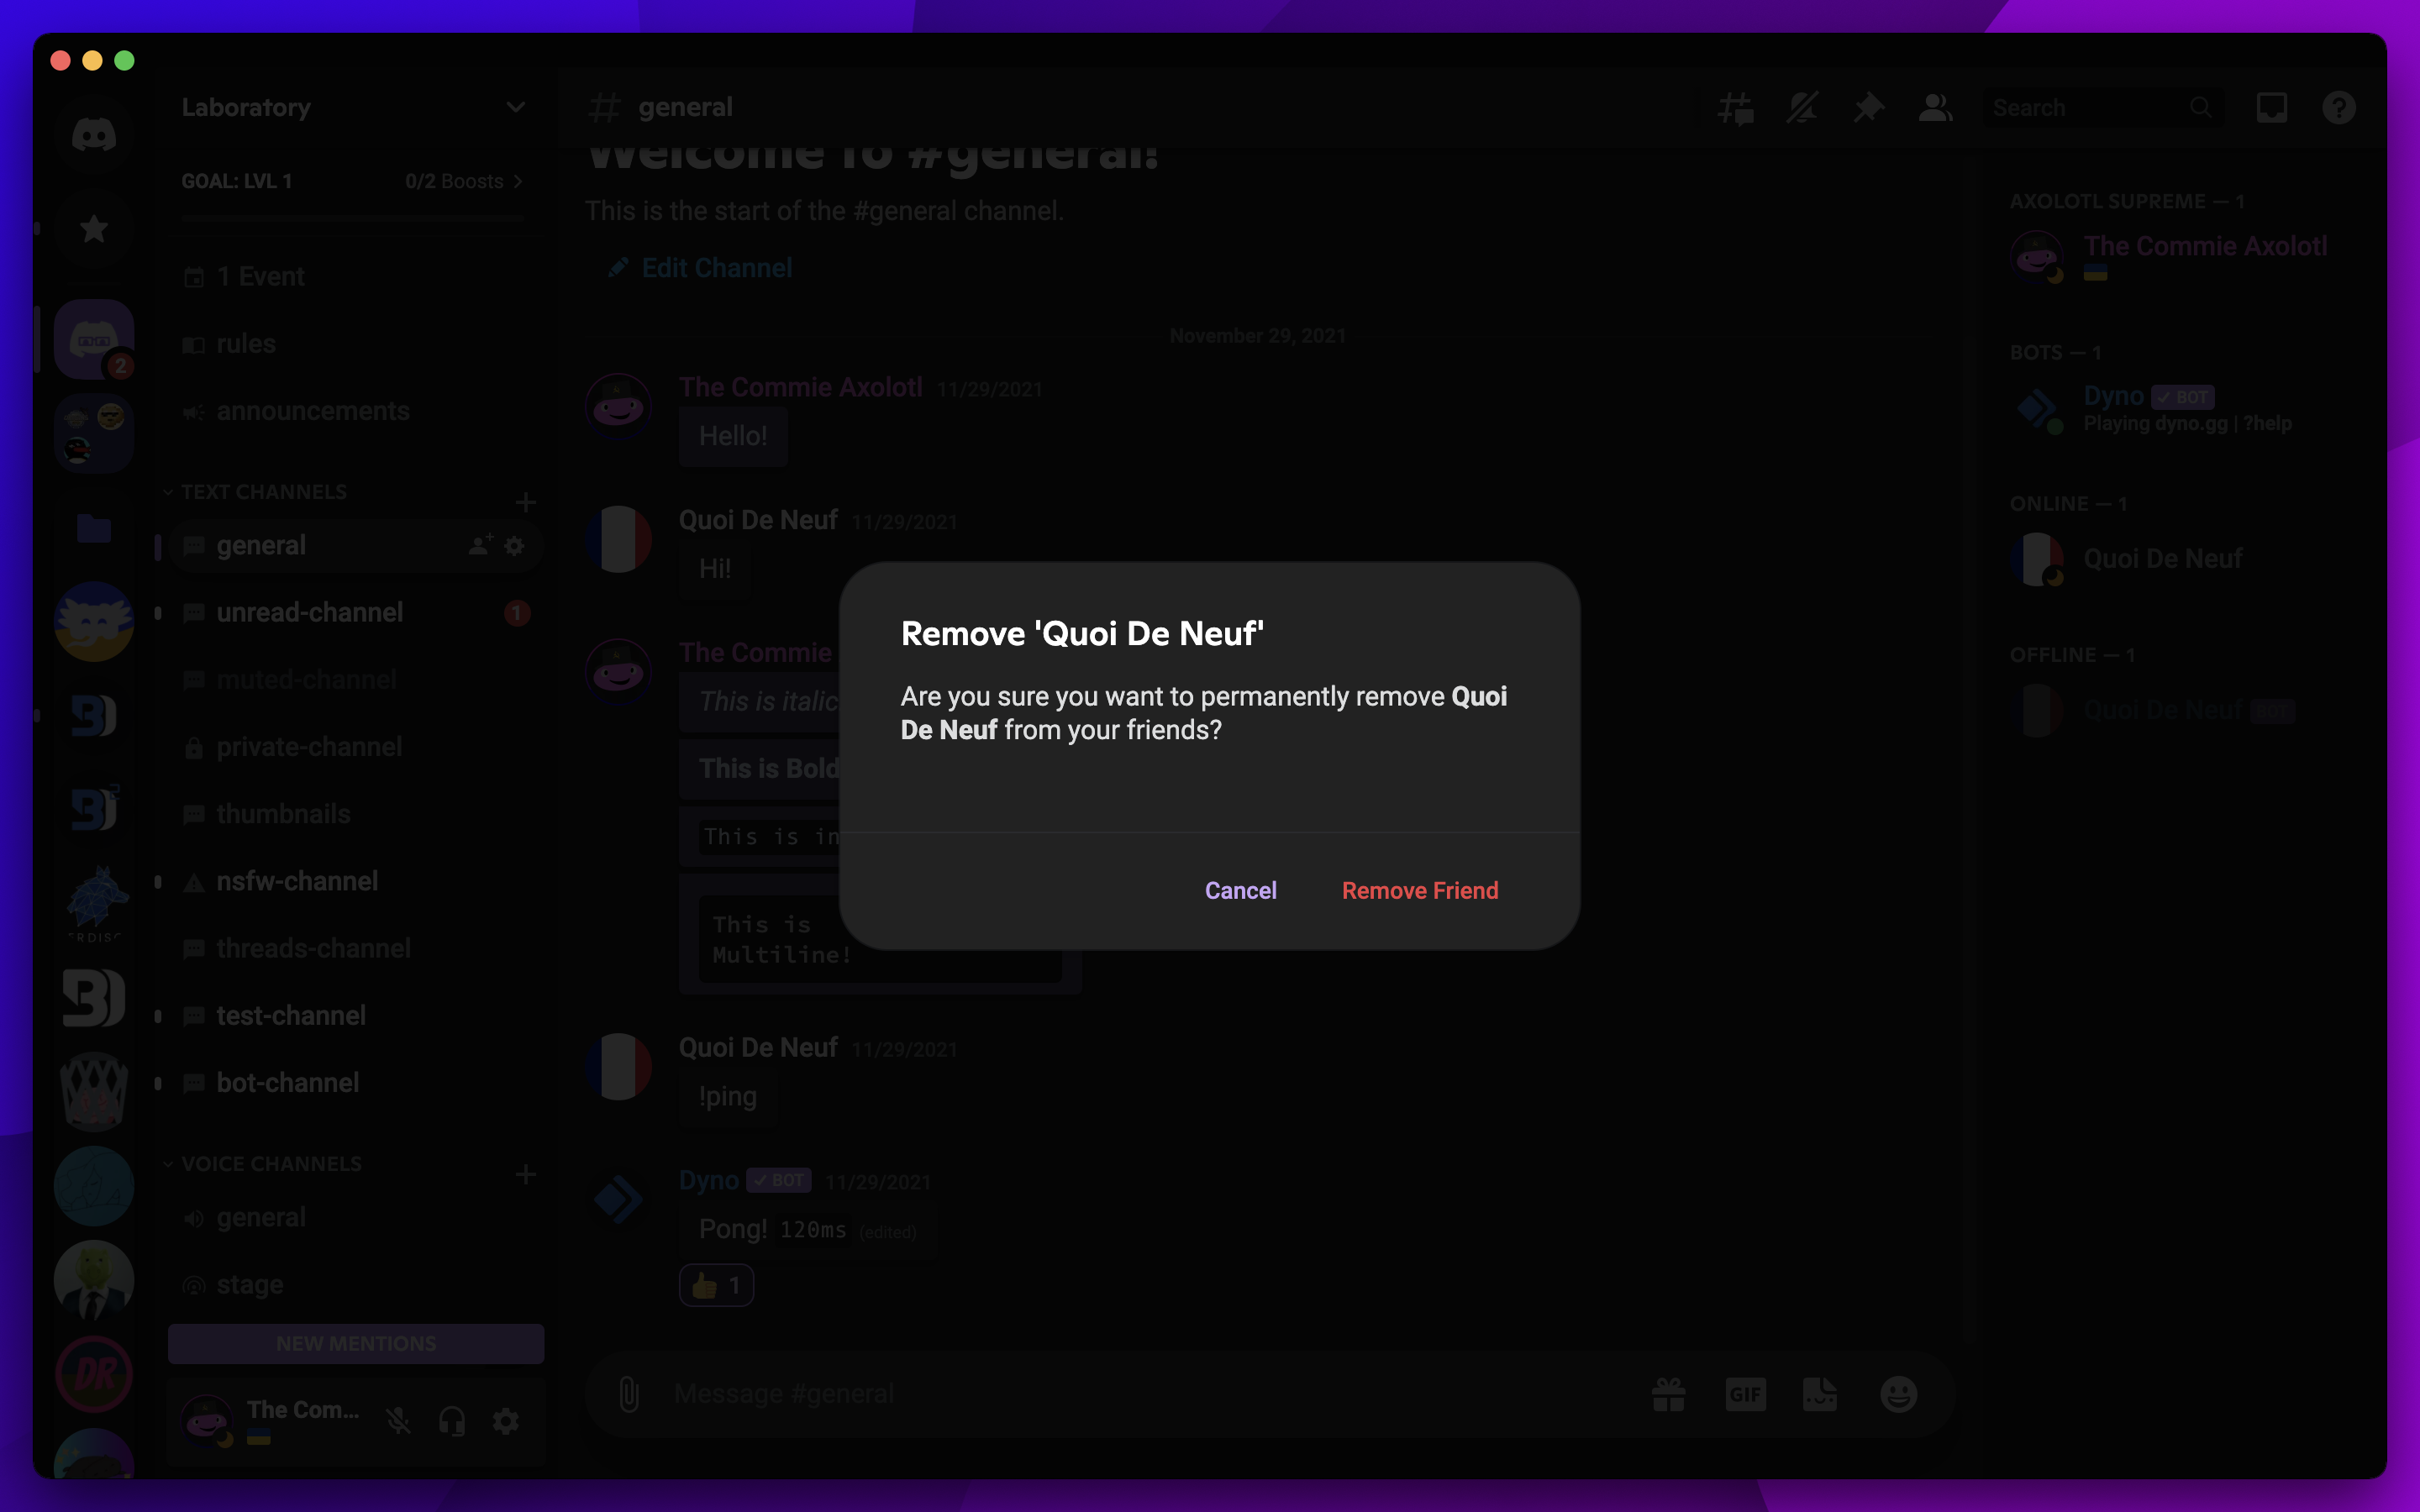 Laboratory
GOAL: LVL 1 0/2 Boosts
1 Event
rules
announcements
TEXT CHANNELS
general
unread-channel 1
muted-channel
private-channel
thumbnails
nsfw-channel
threads-channel
test-channel
bot-channel
VOICE CHANNELS
general
stage
NEW MENTIONS
The Com...
2
DR
general
Search
Welcome to #general!
This is the start of the #general channel.
Edit Channel
November 29, 2021
The Commie Axolotl 11/29/2021
Hello!
Quoi De Neuf 11/29/2021
Hi!
The Commie
This is italic
This is Bold
This is in
This is
Multiline!
Quoi De Neuf 11/29/2021
!ping
Dyno BOT 11/29/2021
Pong! 120ms (edited)
1
Message #general
GIF
Remove 'Quoi De Neuf'
Are you sure you want to permanently remove Quoi
De Neuf from your friends?
Cancel Remove Friend
AXOLOTL SUPREME — 1
The Commie Axolotl
BOTS — 1
Dyno BOT
Playing dyno.gg | ?help
ONLINE — 1
Quoi De Neuf
OFFLINE — 1
Quoi De Neuf BOT